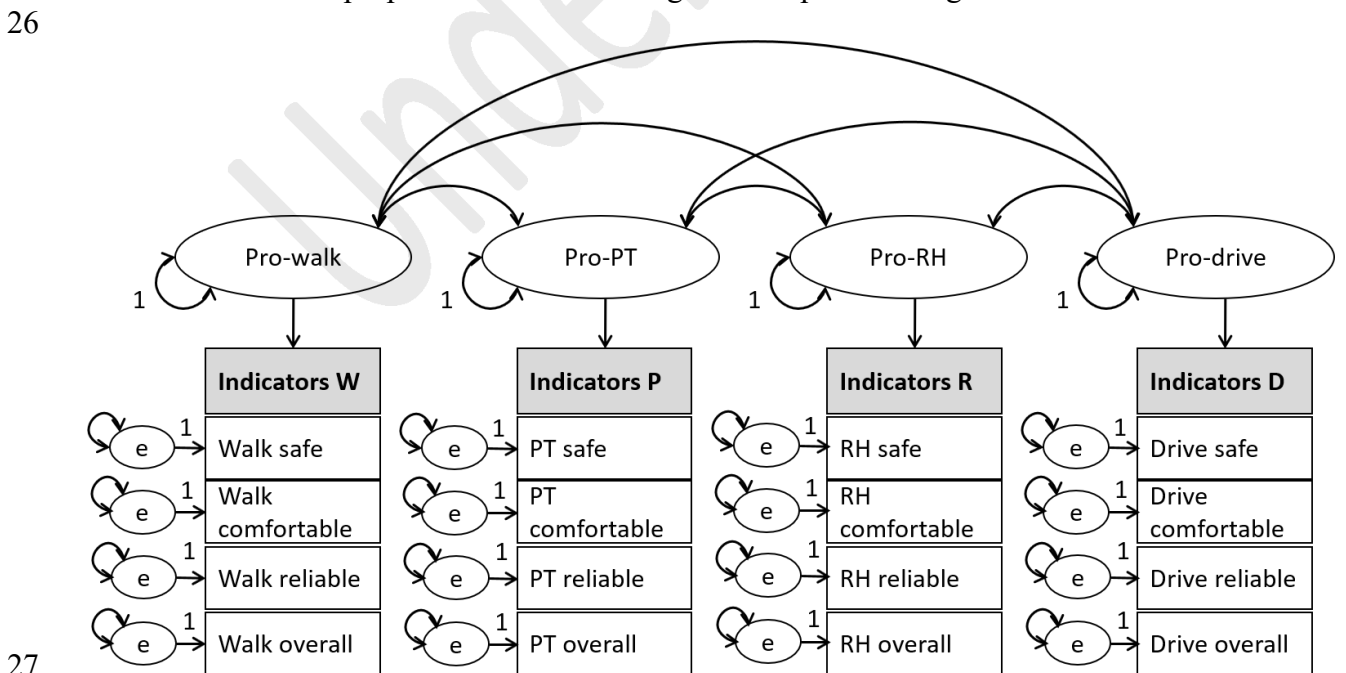 26
Pro-walk
Pro-PT
Pro-RH
Pro-drive
1
1
1
1
Indicators W
Indicators P
Indicators R
Indicators D
e
1
Walk safe
e
1
PT safe
e
1
RH safe
e
1
Drive safe
e
1
Walk
comfortable
e
1
PT
comfortable
e
1
RH
comfortable
e
1
Drive
comfortable
e
1
Walk reliable
e
1
PT reliable
e
1
RH reliable
e
1
Drive reliable
e
1
Walk overall
e
1
PT overall
e
1
RH overall
e
1
Drive overall
27